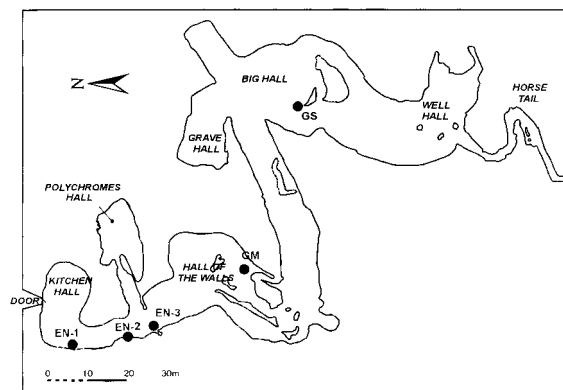 BIG HALL
HORSE
TAIL
N
WELL
HALL
GS
GRAVE
HALL
POLYCHROMES
HALL
GM
HALL OF
THE WALLS
KITCHEN
HALL
DOOR
EN-3
EN-2
EN-1
0 10 20 30m